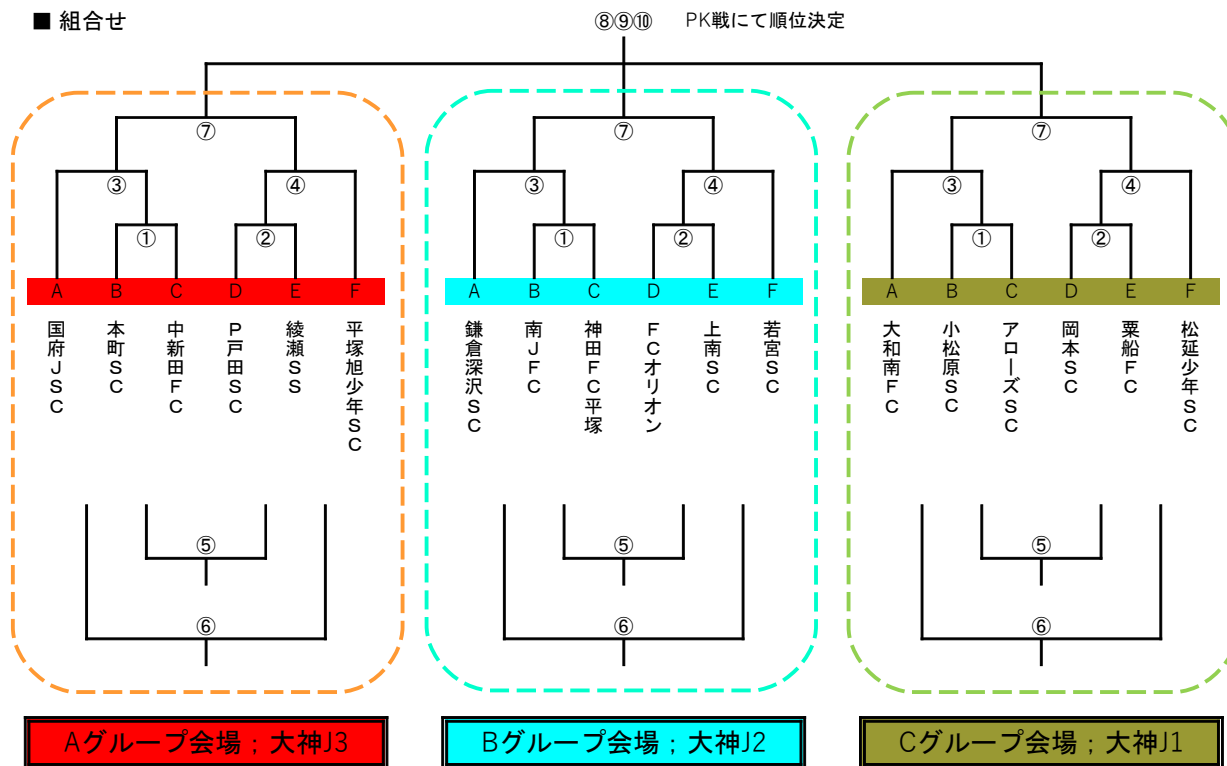 ■ 組合せ
⑧⑨⑩ PK戦にて順位決定
⑦ ⑦ ⑦
③ ④ ③ ④ ③ ④
① ② ① ② ① ②
A B C D E F A B C D E F A B C D E F
国府JSC
本町SC
中新田FC
P戸田SC
綾瀬SS
平塚旭少年SC
鎌倉深沢SC
南JFC
神田FC平塚
FCオリオン
上南SC
若宮SC
大和南FC
小松原SC
アローズSC
岡本SC
粟船FC
松延少年SC
⑤ ⑤ ⑤
⑥ ⑥ ⑥
Aグループ会場；大神J3
Bグループ会場；大神J2
Cグループ会場；大神J1